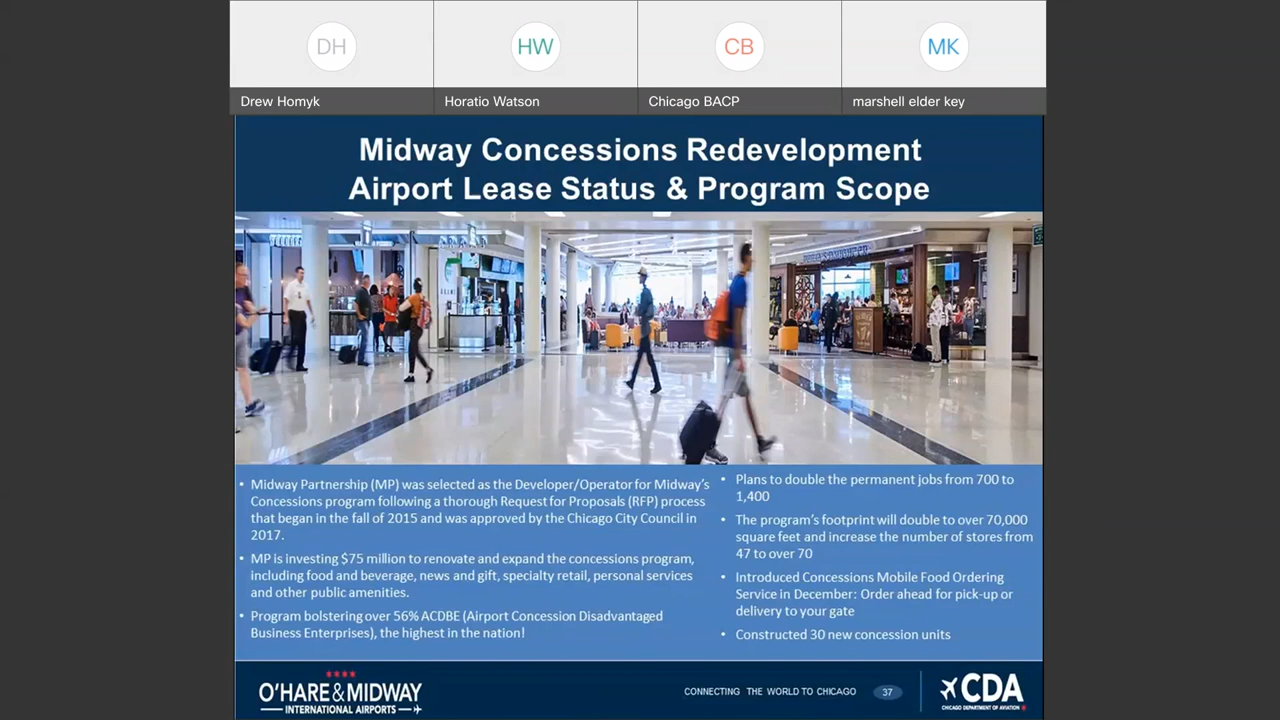 DH
HW
CB
MK
Drew Homyk
Horatio Watson
Chicago BACP
marshell elder key
Midway Concessions Redevelopment
Airport Lease Status & Program Scope
• Midway Partnership (MP) was selected as the Developer/Operator for Midway's
Concessions program following a thorough Request for Proposals (RFP) process
that began in the fall of 2015 and was approved by the Chicago City Council in
2017.
• MP is investing $75 million to renovate and expand the concessions program,
including food and beverage, news and gift, specialty retail, personal services
and other public amenities.
• Program bolstering over 56% ACDBE (Airport Concession Disadvantaged
Business Enterprises), the highest in the nation!
• Plans to double the permanent jobs from 700 to
1,400
• The program's footprint will double to over 70,000
square feet and increase the number of stores from
47 to over 70
• Introduced Concessions Mobile Food Ordering
Service in December: Order ahead for pick-up or
delivery to your gate
• Constructed 30 new concession units
O'HARE & MIDWAY
INTERNATIONAL AIRPORTS
CONNECTING THE WORLD TO CHICAGO
37
CDA
CHICAGO DEPARTMENT OF AVIATION